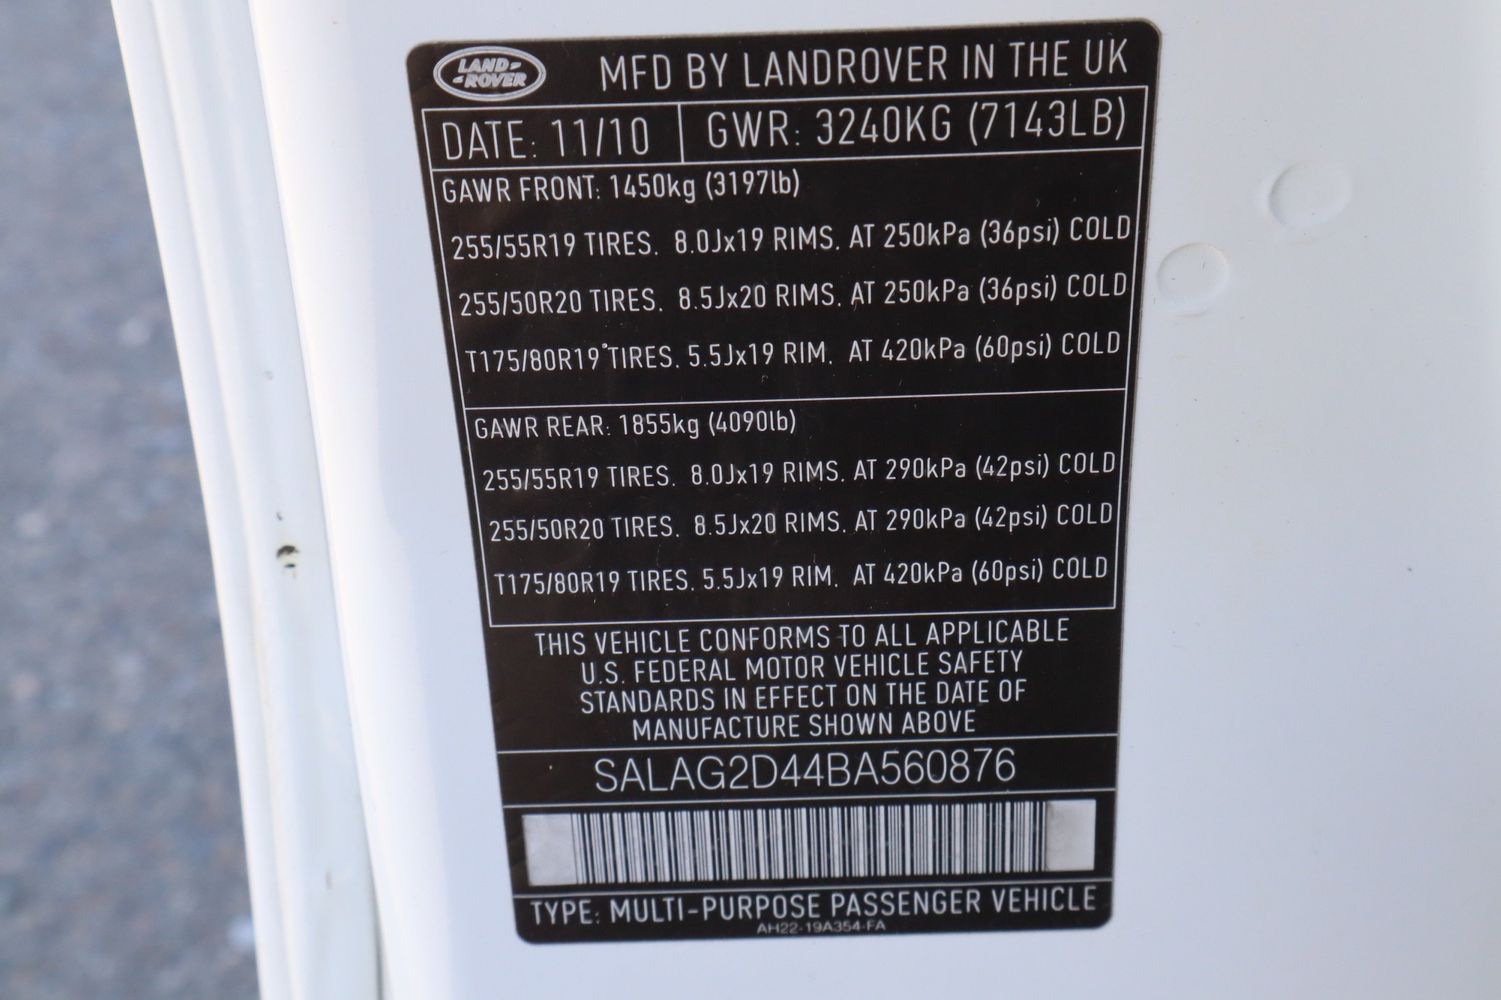 LAND-
-ROVER
MFD BY LANDROVER IN THE UK
DATE: 11/10 GWR: 3240KG (7143LB)
GAWR FRONT: 1450kg (3197lb)
255/55R19 TIRES. 8.0Jx19 RIMS. AT 250kPa (36psi) COLD
255/50R20 TIRES. 8.5Jx20 RIMS. AT 250kPa (36psi) COLD
T175/80R19 TIRES. 5.5Jx19 RIM. AT 420kPa (60psi) COLD
GAWR REAR: 1855kg (4090lb)
255/55R19 TIRES. 8.0Jx19 RIMS. AT 290kPa (42psi) COLD
255/50R20 TIRES. 8.5Jx20 RIMS. AT 290kPa (42psi) COLD
T175/80R19 TIRES. 5.5Jx19 RIM. AT 420kPa (60psi) COLD
THIS VEHICLE CONFORMS TO ALL APPLICABLE
U.S. FEDERAL MOTOR VEHICLE SAFETY
STANDARDS IN EFFECT ON THE DATE OF
MANUFACTURE SHOWN ABOVE
SALAG2D44BA560876
TYPE: MULTI-PURPOSE PASSENGER VEHICLE
AH22-19A354-FA